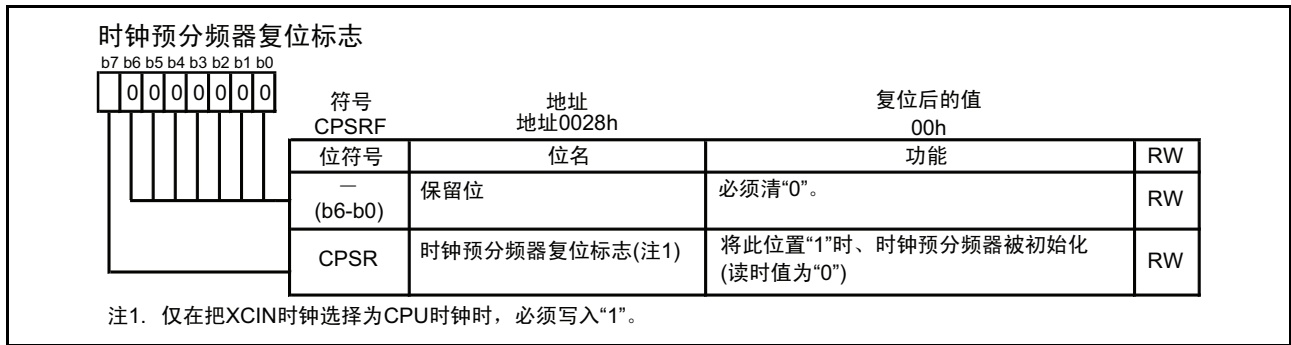 时钟预分频器复位标志
b7 b6 b5 b4 b3 b2 b1 b0
0 0 0 0 0 0 0
符号 地址 复位后的值
CPSRF 地址0028h 00h
位符号 位名 功能 RW
— 保留位 必须清“0”。 RW
(b6-b0)
CPSR 时钟预分频器复位标志(注1) 将此位置“1”时、时钟预分频器被初始化 RW
(读时值为“0”)
注1. 仅在把XCIN时钟选择为CPU时钟时，必须写入“1”。